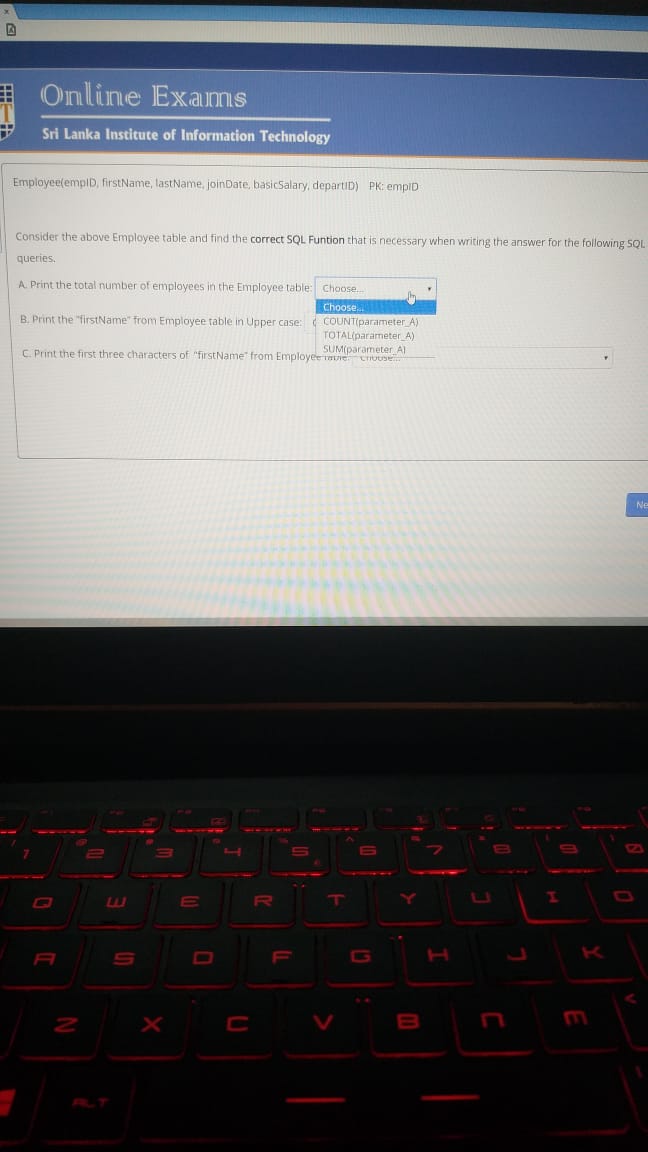 Online Exams
Sri Lanka Institute of Information Technology
Employee(empID, firstName, lastName, joinDate, basicSalary, departID) PK: empID
Consider the above Employee table and find the correct SQL Funtion that is necessary when writing the answer for the following SQL
queries.
A. Print the total number of employees in the Employee table: Choose...
Choose...
B. Print the "firstName" from Employee table in Upper case:
COUNT(parameter_A)
TOTAL(parameter_A)
SUM(parameter_A)
C. Print the first three characters of "firstName" from Employee table: Choose...
Ne
1 2 3 4 5 6 7 8 9 0
Q W E R T Y U I O
A S D F G H J K
Z X C V B N M <
ALT